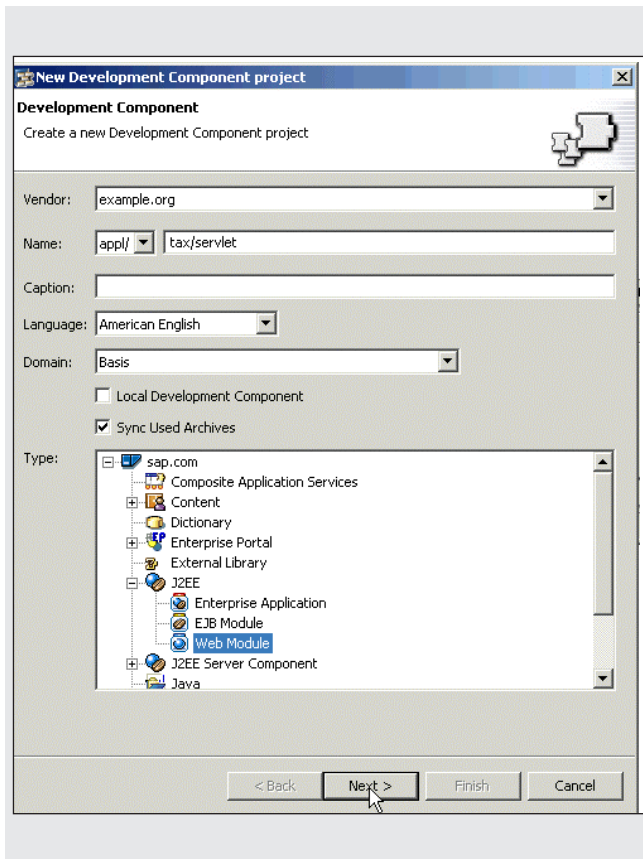 New Development Component project
Development Component
Create a new Development Component project
Vendor: example.org
Name: appl/ tax/servlet
Caption:
Language: American English
Domain: Basis
Local Development Component
Sync Used Archives
Type: sap.com
Composite Application Services
Content
Dictionary
Enterprise Portal
External Library
J2EE
Enterprise Application
EJB Module
Web Module
J2EE Server Component
Java
< Back Next > Finish Cancel